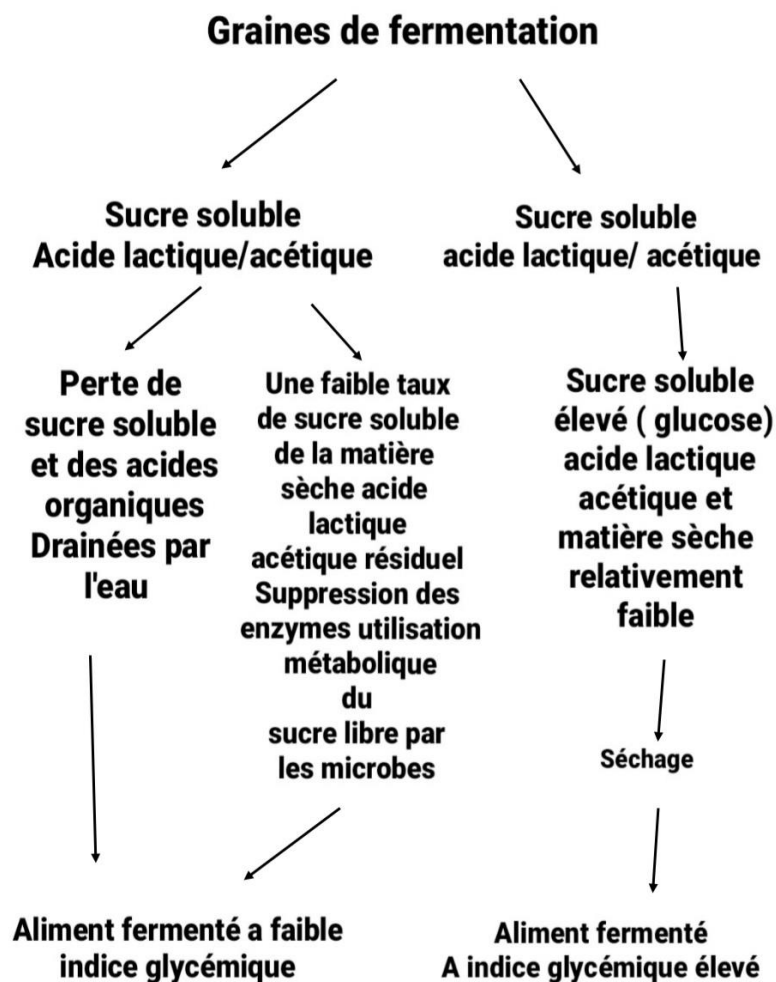 Graines de fermentation
Sucre soluble
Acide lactique/acétique
Sucre soluble
acide lactique/ acétique
Perte de
sucre soluble
et des acides
organiques
Drainées par
l'eau
Une faible taux
de sucre soluble
de la matière
sèche acide
lactique
acétique résiduel
Suppression des
enzymes utilisation
métabolique
du
sucre libre par
les microbes
Sucre soluble
élevé ( glucose)
acide lactique
acétique et
matière sèche
relativement
faible
Séchage
Aliment fermenté a faible
indice glycémique
Aliment fermenté
A indice glycémique élevé